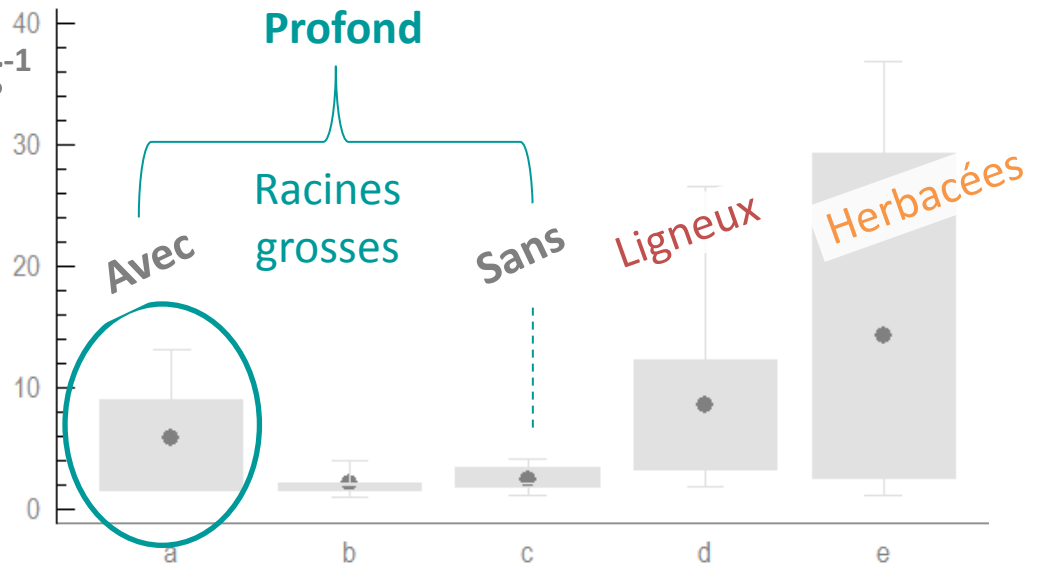 Profond
Racines
grosses
Avec
Sans
Ligneux
Herbacées
-1
40
30
20
10
0
a
b
c
d
e